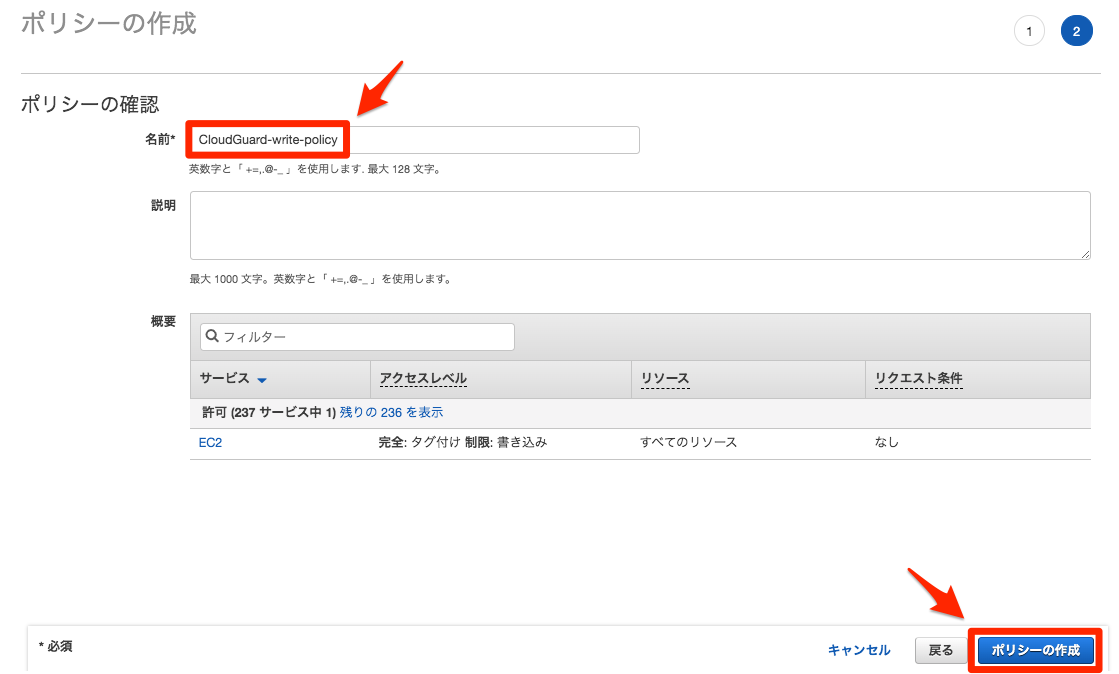 ポリシーの作成
1 2
ポリシーの確認
名前* CloudGuard-write-policy
英数字と「 +=,.@-_ 」を使用します. 最大 128 文字。
説明
最大 1000 文字。英数字と「 +=,.@-_ 」を使用します。
概要 フィルター
サービス アクセスレベル リソース リクエスト条件
許可 (237 サービス中 1) 残りの 236 を表示
EC2 完全: タグ付け 制限: 書き込み すべてのリソース なし
* 必須 キャンセル 戻る ポリシーの作成